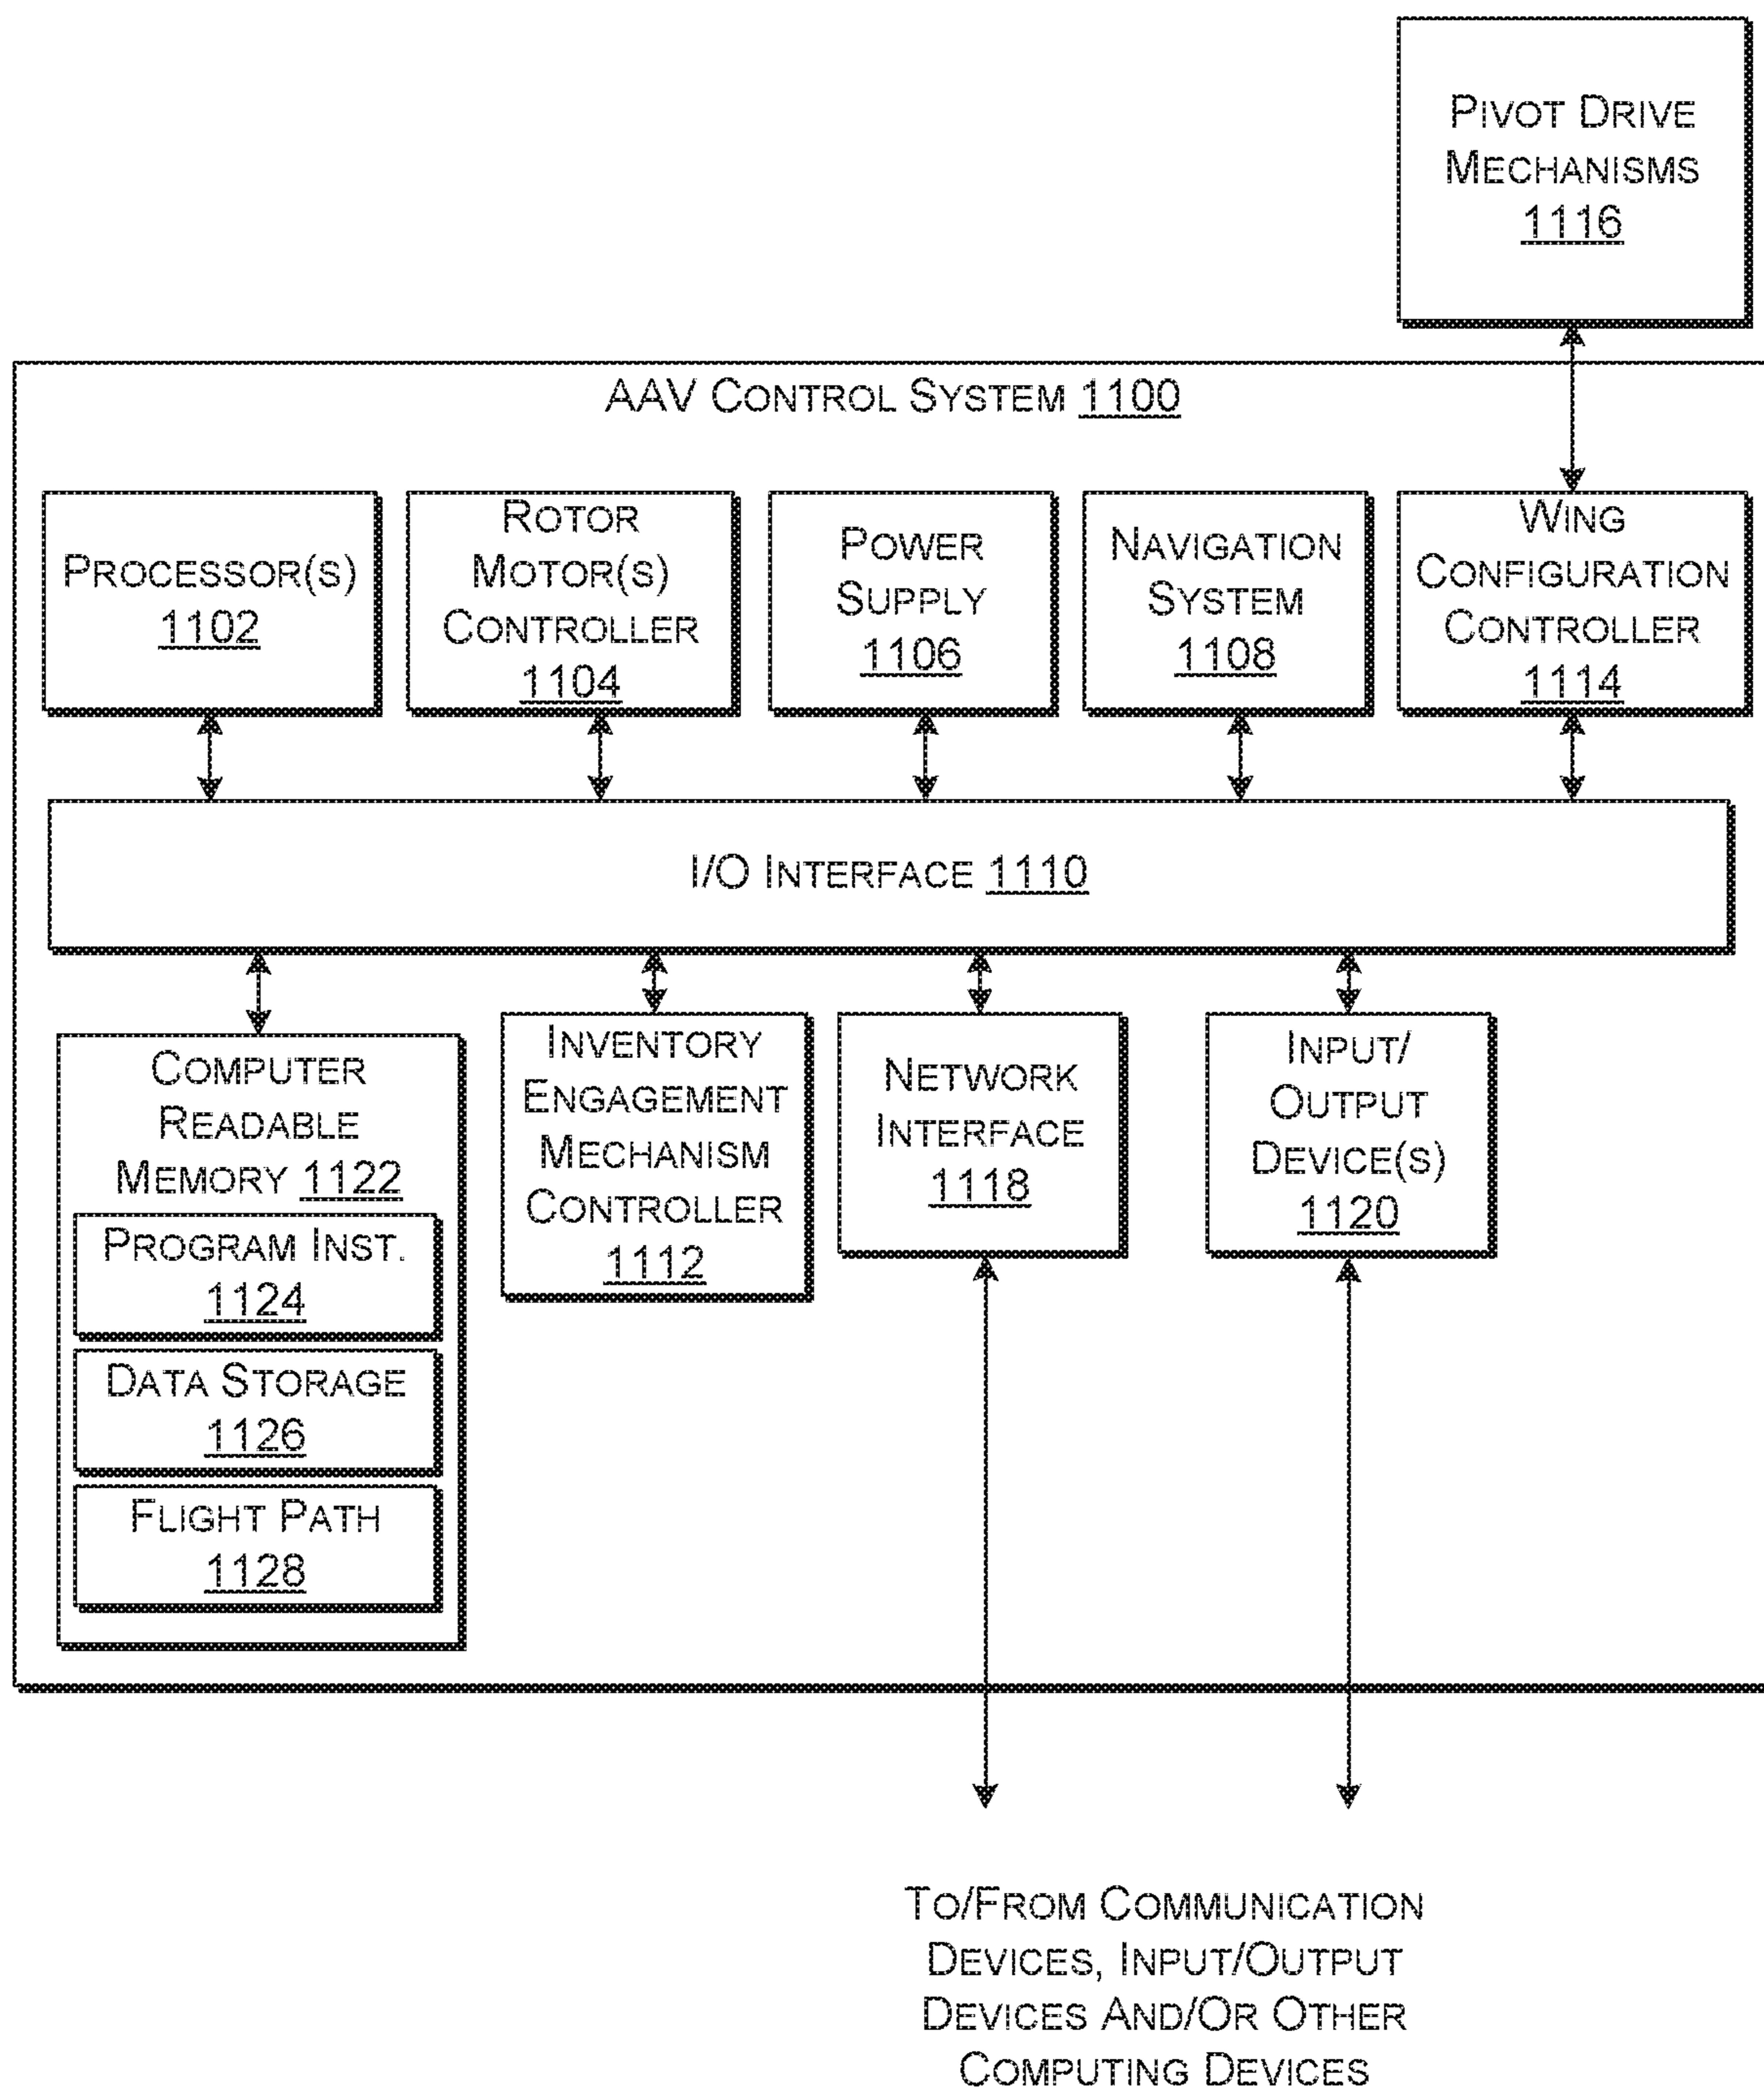 PIVOT DRIVE
MECHANISMS
1116
AAV CONTROL SYSTEM 1100
PROCESSOR(S)
1102
ROTOR
MOTOR(S)
CONTROLLER
1104
POWER
SUPPLY
1106
NAVIGATION
SYSTEM
1108
WING
CONFIGURATION
CONTROLLER
1114
I/O INTERFACE 1110
COMPUTER
READABLE
MEMORY 1122
PROGRAM INST.
1124
DATA STORAGE
1126
FLIGHT PATH
1128
INVENTORY
ENGAGEMENT
MECHANISM
CONTROLLER
1112
NETWORK
INTERFACE
1118
INPUT/
OUTPUT
DEVICE(S)
1120
TO/FROM COMMUNICATION
DEVICES, INPUT/OUTPUT
DEVICES AND/OR OTHER
COMPUTING DEVICES